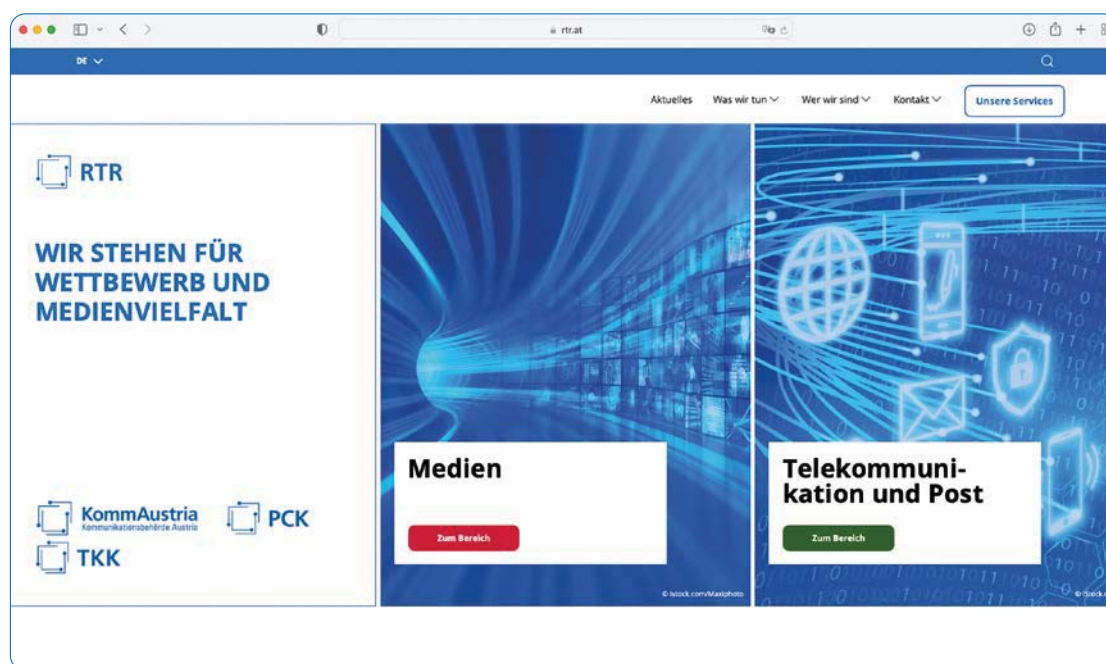 rtr.at
DE
Aktuelles Was wir tun Wer wir sind Kontakt Unsere Services
RTR
WIR STEHEN FÜR
WETTBEWERB UND
MEDIENVIELFALT
KommAustria
Kommunikationsbehörde Austria
PCK
TKK
Medien
Zum Bereich
© istock.com/Maxiphoto
Telekommuni-
kation und Post
Zum Bereich